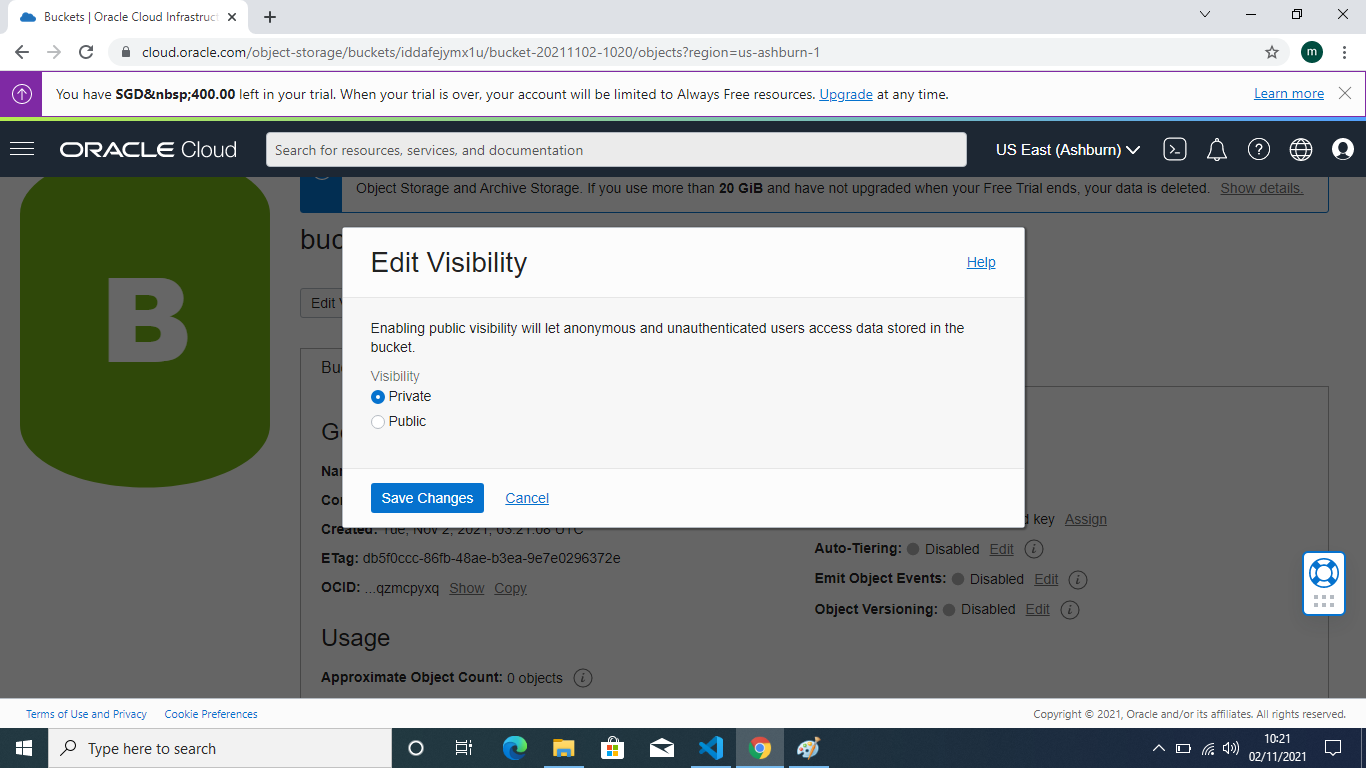 Buckets | Oracle Cloud Infrastruct
cloud.oracle.com/object-storage/buckets/iddafejymx1u/bucket-20211102-1020/objects?region=us-ashburn-1
m
You have SGD&nbsp;400.00 left in your trial. When your trial is over, your account will be limited to Always Free resources. Upgrade at any time.
Learn more
ORACLE Cloud
Search for resources, services, and documentation
US East (Ashburn)
Object Storage and Archive Storage. If you use more than 20 GiB and have not upgraded when your Free Trial ends, your data is deleted. Show details.
B
buc
Edit V
Edit Visibility
Help
Enabling public visibility will let anonymous and unauthenticated users access data stored in the
bucket.
Visibility
Private
Public
Save Changes
Cancel
Bu
Ge
Nar
Cor
Created: Tue, Nov 2, 2021, 03:21:08 UTC
ETag: db5f0ccc-86fb-48ae-b3ea-9e7e0296372e
OCID: ...qzmcpyxq Show Copy
d key Assign
Auto-Tiering: Disabled Edit
Emit Object Events: Disabled Edit
Object Versioning: Disabled Edit
Usage
Approximate Object Count: 0 objects
Terms of Use and Privacy
Cookie Preferences
Copyright © 2021, Oracle and/or its affiliates. All rights reserved.
Type here to search
10:21
02/11/2021